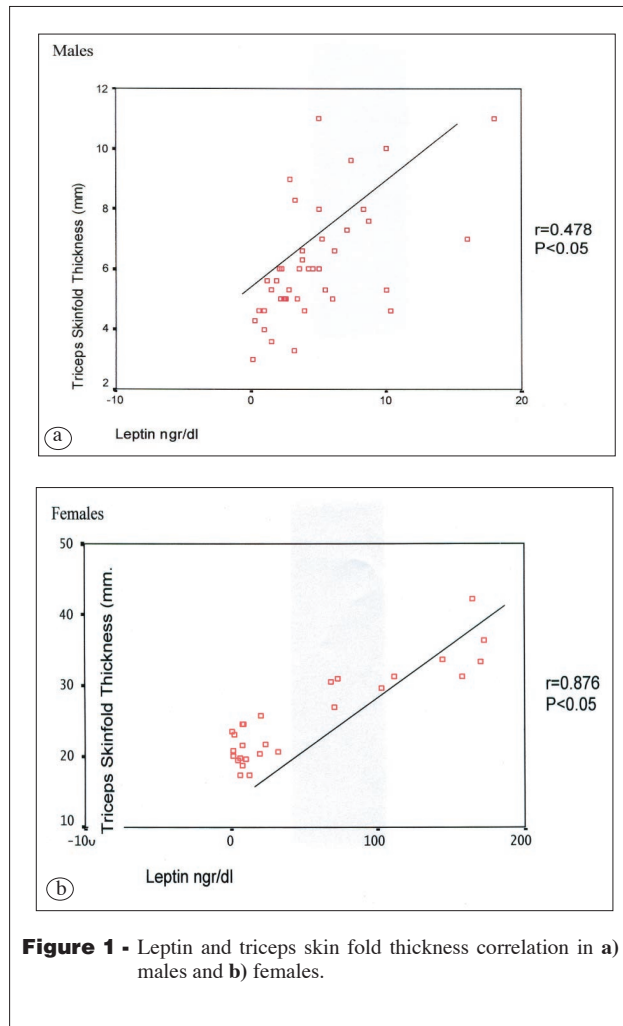 Males
12
10
8
6
4
2
Triceps Skinfold Thickness (mm)
-10
0
10
20
Leptin ngr/dl
r=0.478
P<0.05
a
Females
50
40
30
20
10
Triceps Skinfold Thickness (mm.
-100
0
100
200
Leptin ngr/dl
r=0.876
P<0.05
b
Figure 1 - Leptin and triceps skin fold thickness correlation in a)
males and b) females.